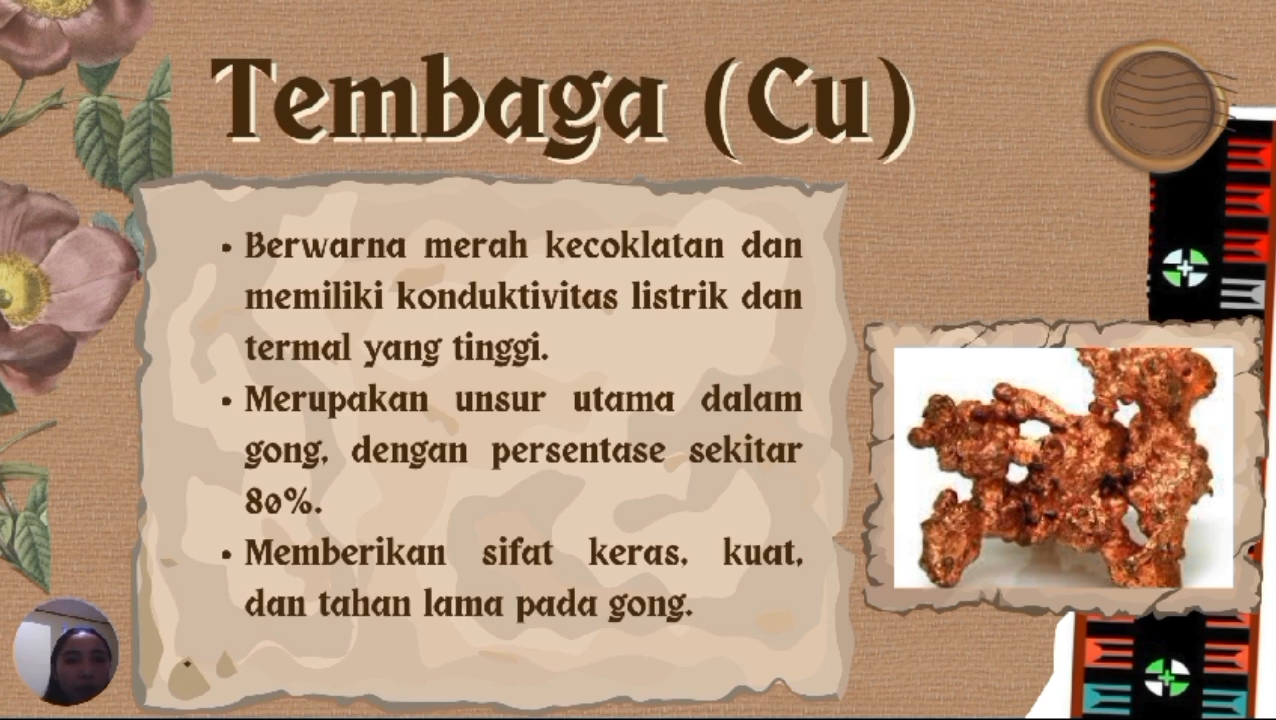 Tembaga (Cu)
• Berwarna merah kecoklatan dan
memiliki konduktivitas listrik dan
termal yang tinggi.
• Merupakan unsur utama dalam
gong, dengan persentase sekitar
80%.
• Memberikan sifat keras, kuat,
dan tahan lama pada gong.